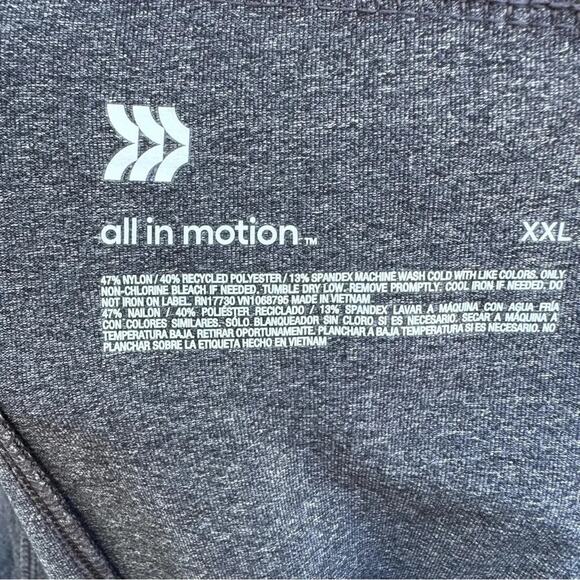 all in motion™
XXL
47% NYLON / 40% RECYCLED POLYESTER / 13% SPANDEX MACHINE WASH COLD WITH LIKE COLORS. ONLY
NON-CHLORINE BLEACH IF NEEDED. TUMBLE DRY LOW. REMOVE PROMPTLY. COOL IRON IF NEEDED. DO
NOT IRON ON LABEL. RN17730 VN1068795 MADE IN VIETNAM
47% NAILON / 40% POLIÉSTER RECICLADO / 13% SPANDEX LAVAR A MÁQUINA CON AGUA FRÍA
CON COLORES SIMILARES. SÓLO BLANQUEADOR SIN CLORO SI ES NECESARIO. SECAR A MÁQUINA A
TEMPERATURA BAJA. RETIRAR OPORTUNAMENTE. PLANCHAR A BAJA TEMPERATURA SI ES NECESARIO. NO
PLANCHAR SOBRE LA ETIQUETA HECHO EN VIETNAM